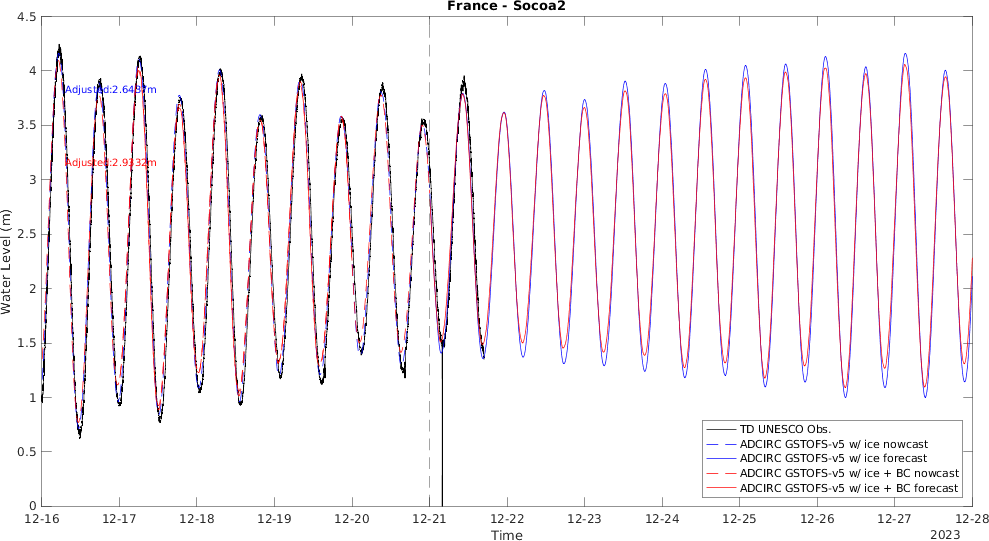 France - Socoa2
4.5
4
3.5
3
2.5
2
1.5
1
0.5
0
Water Level (m)
Adjusted:2.6437m
Adjusted:2.9332m
TD UNESCO Obs.
ADCIRC GSTOFS-v5 w/ ice nowcast
ADCIRC GSTOFS-v5 w/ ice forecast
ADCIRC GSTOFS-v5 w/ ice + BC nowcast
ADCIRC GSTOFS-v5 w/ ice + BC forecast
12-16 12-17 12-18 12-19 12-20 12-21 12-22 12-23 12-24 12-25 12-26 12-27 12-28
Time
2023